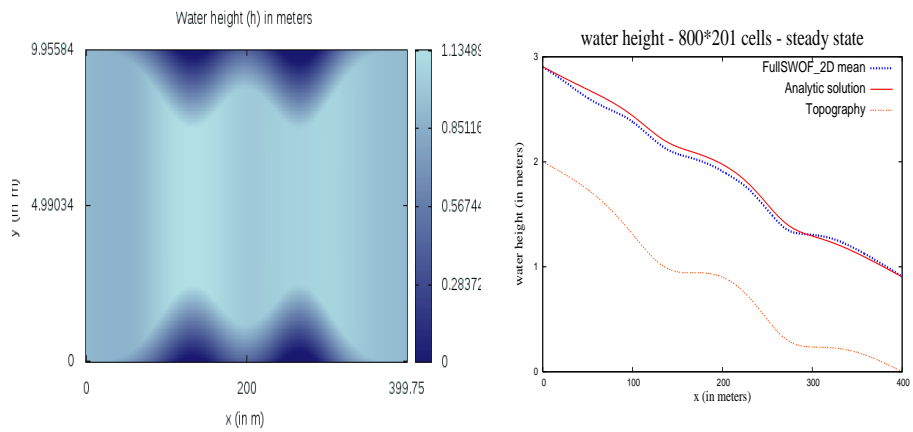 Water height (h) in meters
9.95584
4.99034
0
y (in m)
0
200
399.75
x (in m)
1.13489
0.85116
0.56744
0.28372
0
water height - 800*201 cells - steady state
FullSWOF_2D mean
Analytic solution
Topography
3
2
1
0
water height (in meters)
0
100
200
300
400
x (in meters)